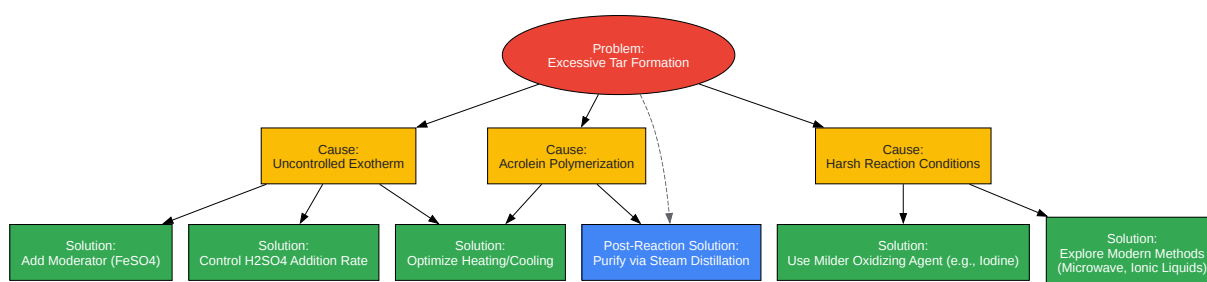 Problem:
Excessive Tar Formation
Cause:
Uncontrolled Exotherm
Cause:
Acrolein Polymerization
Cause:
Harsh Reaction Conditions
Solution:
Add Moderator (FeSO4)
Solution:
Control H2SO4 Addition Rate
Solution:
Optimize Heating/Cooling
Post-Reaction Solution:
Purify via Steam Distillation
Solution:
Use Milder Oxidizing Agent (e.g., Iodine)
Solution:
Explore Modern Methods
(Microwave, Ionic Liquids)